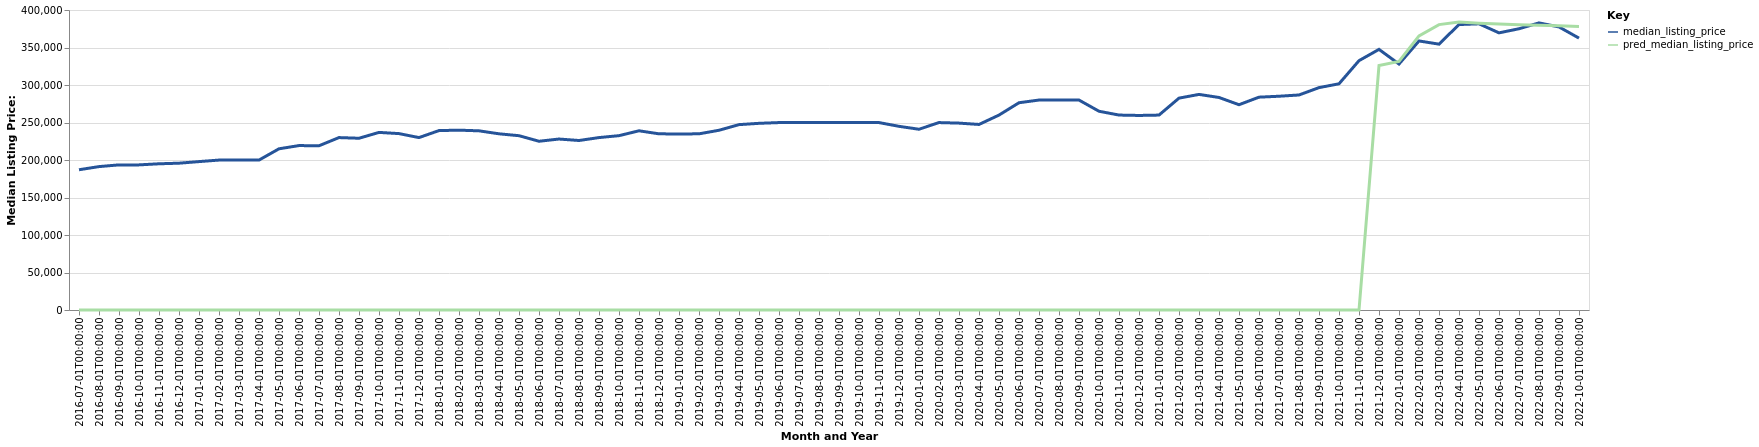 400,000
350,000
300,000
250,000
200,000
150,000
100,000
50,000
0
Median Listing Price:
2016-07-01T00:00:00
2016-08-01T00:00:00
2016-09-01T00:00:00
2016-10-01T00:00:00
2016-11-01T00:00:00
2016-12-01T00:00:00
2017-01-01T00:00:00
2017-02-01T00:00:00
2017-03-01T00:00:00
2017-04-01T00:00:00
2017-05-01T00:00:00
2017-06-01T00:00:00
2017-07-01T00:00:00
2017-08-01T00:00:00
2017-09-01T00:00:00
2017-10-01T00:00:00
2017-11-01T00:00:00
2017-12-01T00:00:00
2018-01-01T00:00:00
2018-02-01T00:00:00
2018-03-01T00:00:00
2018-04-01T00:00:00
2018-05-01T00:00:00
2018-06-01T00:00:00
2018-07-01T00:00:00
2018-08-01T00:00:00
2018-09-01T00:00:00
2018-10-01T00:00:00
2018-11-01T00:00:00
2018-12-01T00:00:00
2019-01-01T00:00:00
2019-02-01T00:00:00
2019-03-01T00:00:00
2019-04-01T00:00:00
2019-05-01T00:00:00
2019-06-01T00:00:00
2019-07-01T00:00:00
2019-08-01T00:00:00
2019-09-01T00:00:00
2019-10-01T00:00:00
2019-11-01T00:00:00
2019-12-01T00:00:00
2020-01-01T00:00:00
2020-02-01T00:00:00
2020-03-01T00:00:00
2020-04-01T00:00:00
2020-05-01T00:00:00
2020-06-01T00:00:00
2020-07-01T00:00:00
2020-08-01T00:00:00
2020-09-01T00:00:00
2020-10-01T00:00:00
2020-11-01T00:00:00
2020-12-01T00:00:00
2021-01-01T00:00:00
2021-02-01T00:00:00
2021-03-01T00:00:00
2021-04-01T00:00:00
2021-05-01T00:00:00
2021-06-01T00:00:00
2021-07-01T00:00:00
2021-08-01T00:00:00
2021-09-01T00:00:00
2021-10-01T00:00:00
2021-11-01T00:00:00
2021-12-01T00:00:00
2022-01-01T00:00:00
2022-02-01T00:00:00
2022-03-01T00:00:00
2022-04-01T00:00:00
2022-05-01T00:00:00
2022-06-01T00:00:00
2022-07-01T00:00:00
2022-08-01T00:00:00
2022-09-01T00:00:00
2022-10-01T00:00:00
Month and Year
Key
median_listing_price
pred_median_listing_price